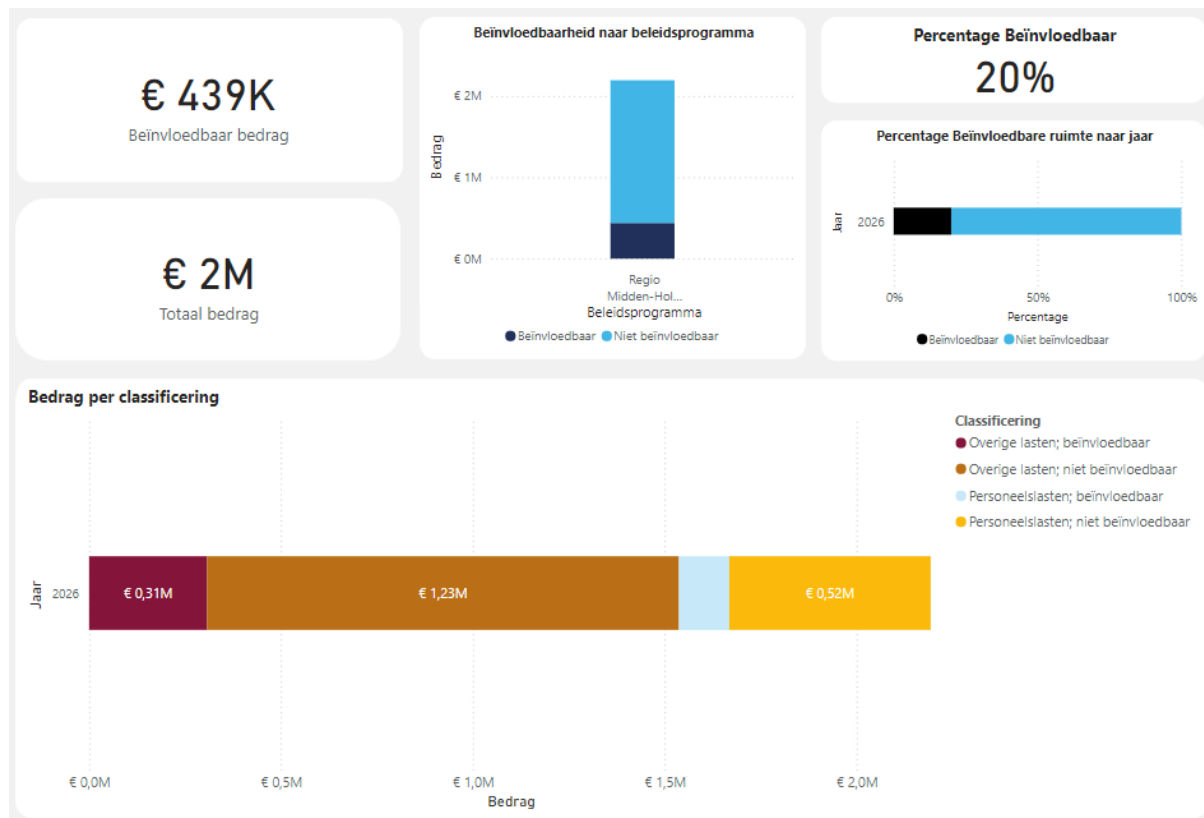 € 439K
Beïnvloedbaar bedrag
€ 2M
Totaal bedrag
Beïnvloedbaarheid naar beleidsprogramma
€ 2M
€ 1M
€ 0M
Bedrag
Regio
Midden-Hol...
Beleidsprogramma
Beïnvloedbaar Niet beïnvloedbaar
Percentage Beïnvloedbaar
20%
Percentage Beïnvloedbare ruimte naar jaar
Jaar
2026
0% 50% 100%
Percentage
Beïnvloedbaar Niet beïnvloedbaar
Bedrag per classificering
Jaar
2026
€ 0,31M € 1,23M € 0,52M
€ 0,0M € 0,5M € 1,0M € 1,5M € 2,0M
Bedrag
Classificering
Overige lasten; beïnvloedbaar
Overige lasten; niet beïnvloedbaar
Personeelslasten; beïnvloedbaar
Personeelslasten; niet beïnvloedbaar